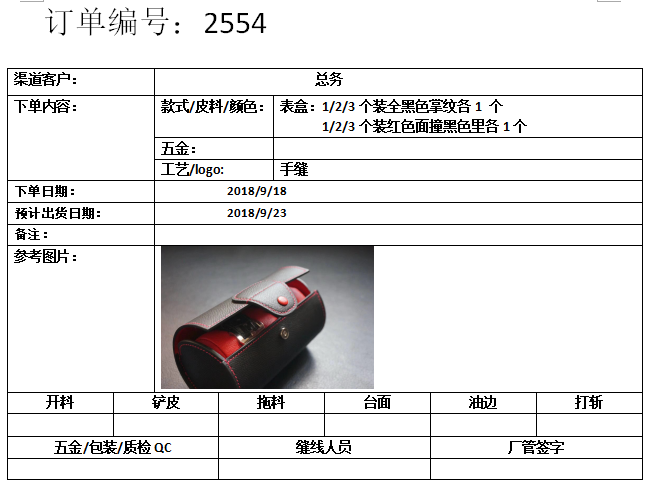 订单编号：2554
渠道客户： 总务
下单内容： 款式/皮料/颜色： 表盒：1/2/3 个装全黑色掌纹各 1 个
1/2/3 个装红色面撞黑色里各 1 个
五金：
工艺/logo: 手缝
下单日期： 2018/9/18
预计出货日期： 2018/9/23
备注：
参考图片：
开料 铲皮 拖料 台面 油边 打斩
五金/包装/质检 QC 缝线人员 厂管签字